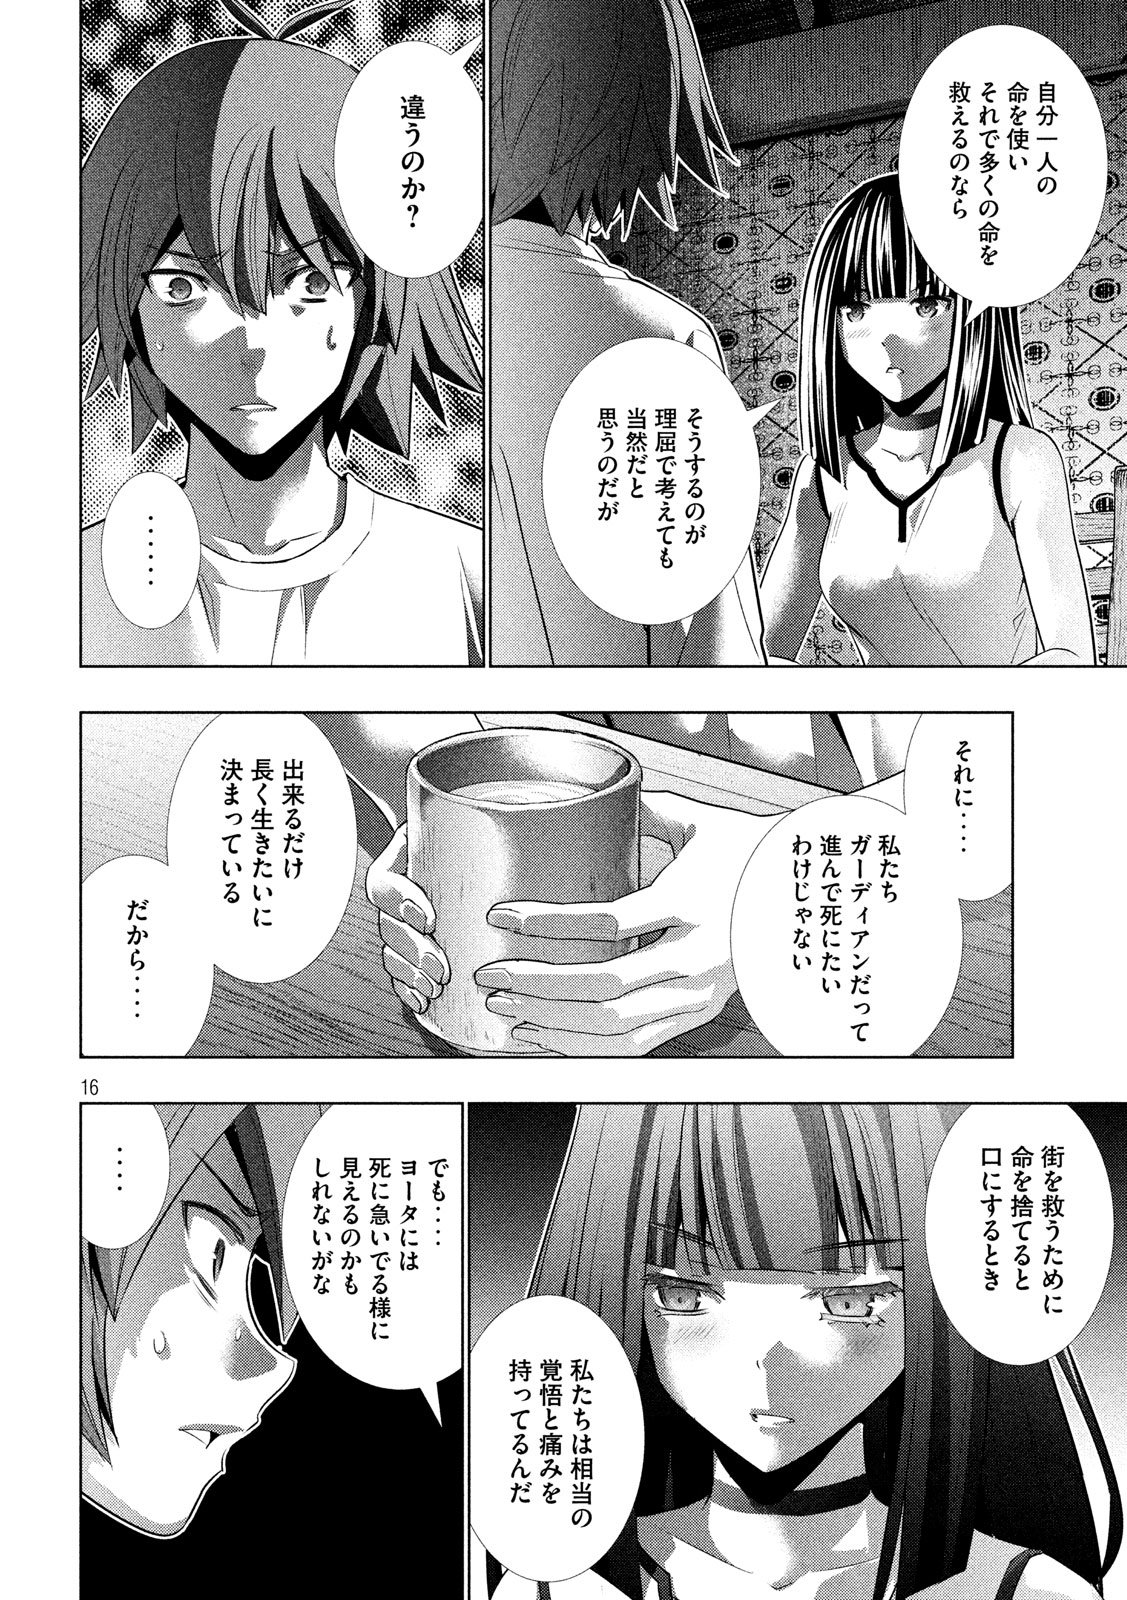 自分一人の
命を使い
それで多くの命を
救えるのなら
そうするのが
理屈で考えても
当然だと
思うのだが
違うのか?
・・・・・・
それに・・・・
私たち
ガーディアンだって
進んで死にたい
わけじゃない
出来るだけ
長く生きたいに
決まっている
だから・・・・
16
街を救うために
命を捨てると
口にするとき
私たちは相当の
覚悟と痛みを
持ってるんだ
でも・・・・
ヨータには
死に急いでる様に
見えるのかも
しれないがな
・・・・